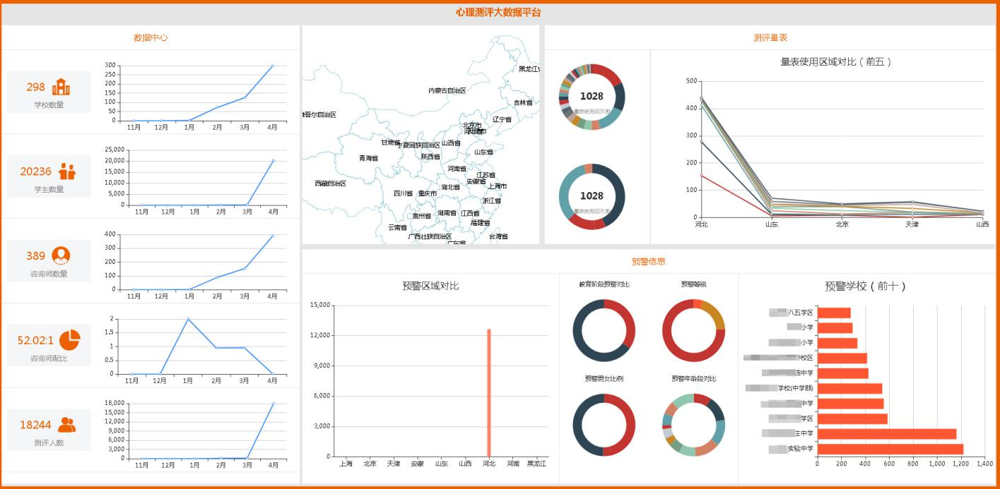 心理测评大数据平台
数据中心
298
学校数量
300
250
200
150
100
50
0
11月 12月 1月 2月 3月 4月
20236
学生数量
25,000
20,000
15,000
10,000
5,000
0
11月 12月 1月 2月 3月 4月
389
咨询师数量
400
300
200
100
0
11月 12月 1月 2月 3月 4月
52.02:1
咨询师配比
2
1.5
1
0.5
0
11月 12月 1月 2月 3月 4月
18244
测评人数
18,000
15,000
12,000
9,000
6,000
3,000
0
11月 12月 1月 2月 3月 4月
黑龙江省
内蒙古自治区
吉林省
维吾尔自治区
辽宁省
北京市
甘肃省
宁夏回族自治区
山西省
青海省
陕西省
山东省
河南省
江苏省
西藏自治区
安徽省
上海市
四川省
重庆市
湖北省
浙江省
贵州省
湖南省
江西省
福建省
云南省
广西壮族自治区
台湾省
广东省
测评量表
1028
量表使用总次数
1028
量表使用总次数
量表使用区域对比（前五）
500
400
300
200
100
0
河北 山东 北京 天津 山西
预警信息
预警区域对比
15,000
12,000
9,000
6,000
3,000
0
上海 北京 天津 安徽 山东 山西 河北 河南 黑龙江
教育阶段预警对比
预警等级
预警男女比例
预警年龄段对比
预警学校（前十）
八五学区
小学
小学
校区
中学
学校(中学部)
中学
学区
庄中学
实验中学
0 200 400 600 800 1,000 1,200 1,400